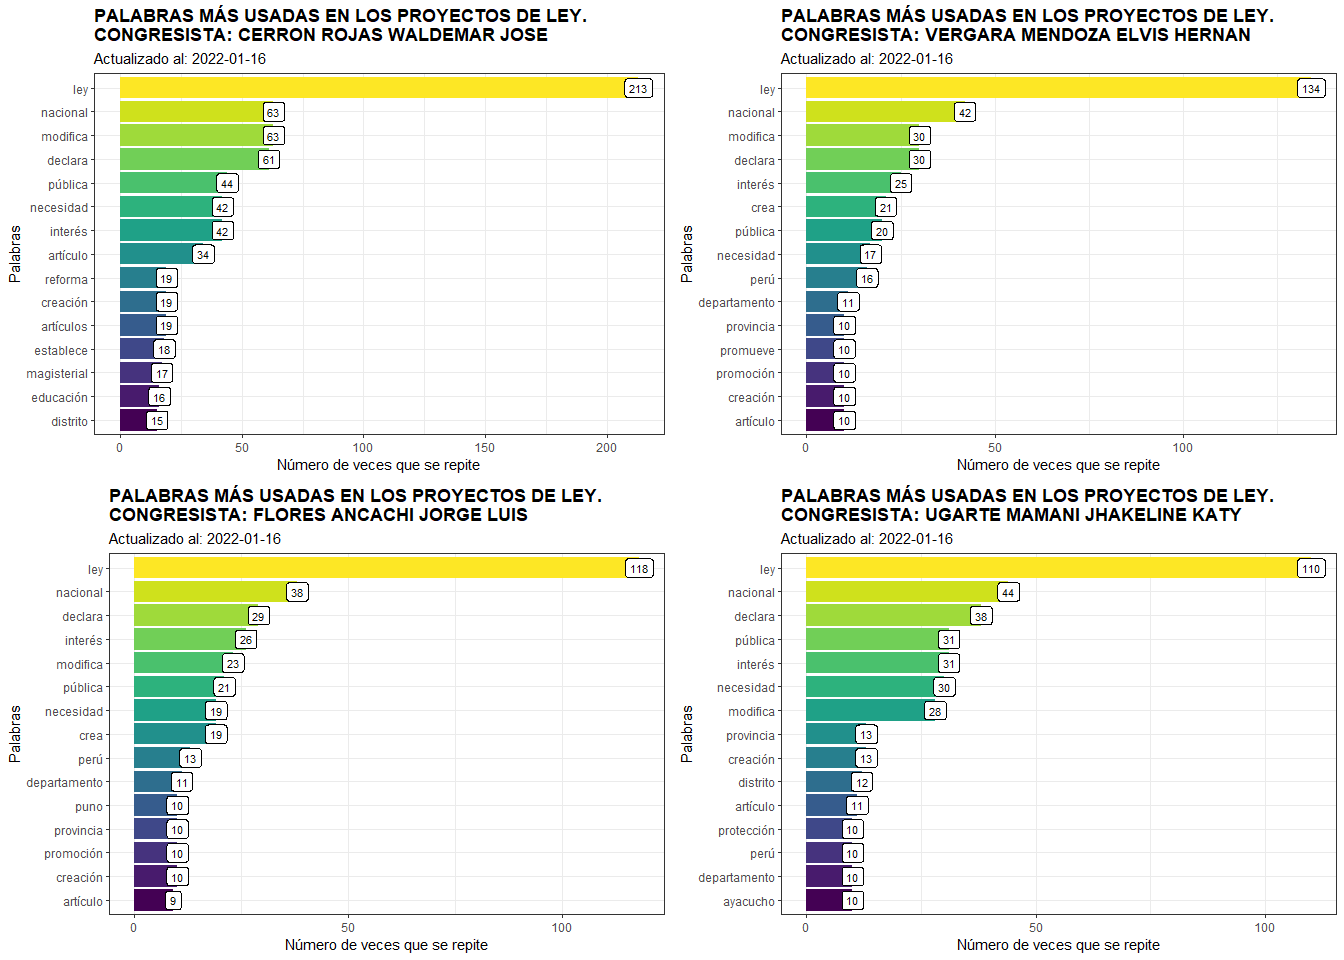 PALABRAS MÁS USADAS EN LOS PROYECTOS DE LEY.
CONGRESISTA: CERRON ROJAS WALDEMAR JOSE
Actualizado al: 2022-01-16
Palabras
ley 213
nacional 63
modifica 63
declara 61
pública 44
necesidad 42
interés 42
artículo 34
reforma 19
creación 19
artículos 19
establece 18
magisterial 17
educación 16
distrito 15
0 50 100 150 200
Número de veces que se repite
PALABRAS MÁS USADAS EN LOS PROYECTOS DE LEY.
CONGRESISTA: VERGARA MENDOZA ELVIS HERNAN
Actualizado al: 2022-01-16
Palabras
ley 134
nacional 42
modifica 30
declara 30
interés 25
crea 21
pública 20
necesidad 17
perú 16
departamento 11
provincia 10
promueve 10
promoción 10
creación 10
artículo 10
0 50 100
Número de veces que se repite
PALABRAS MÁS USADAS EN LOS PROYECTOS DE LEY.
CONGRESISTA: FLORES ANCACHI JORGE LUIS
Actualizado al: 2022-01-16
Palabras
ley 118
nacional 38
declara 29
interés 26
modifica 23
pública 21
necesidad 19
crea 19
perú 13
departamento 11
puno 10
provincia 10
promoción 10
creación 10
artículo 9
0 50 100
Número de veces que se repite
PALABRAS MÁS USADAS EN LOS PROYECTOS DE LEY.
CONGRESISTA: UGARTE MAMANI JHAKELINE KATY
Actualizado al: 2022-01-16
Palabras
ley 110
nacional 44
declara 38
pública 31
interés 31
necesidad 30
modifica 28
provincia 13
creación 13
distrito 12
artículo 11
protección 10
perú 10
departamento 10
ayacucho 10
0 50 100
Número de veces que se repite